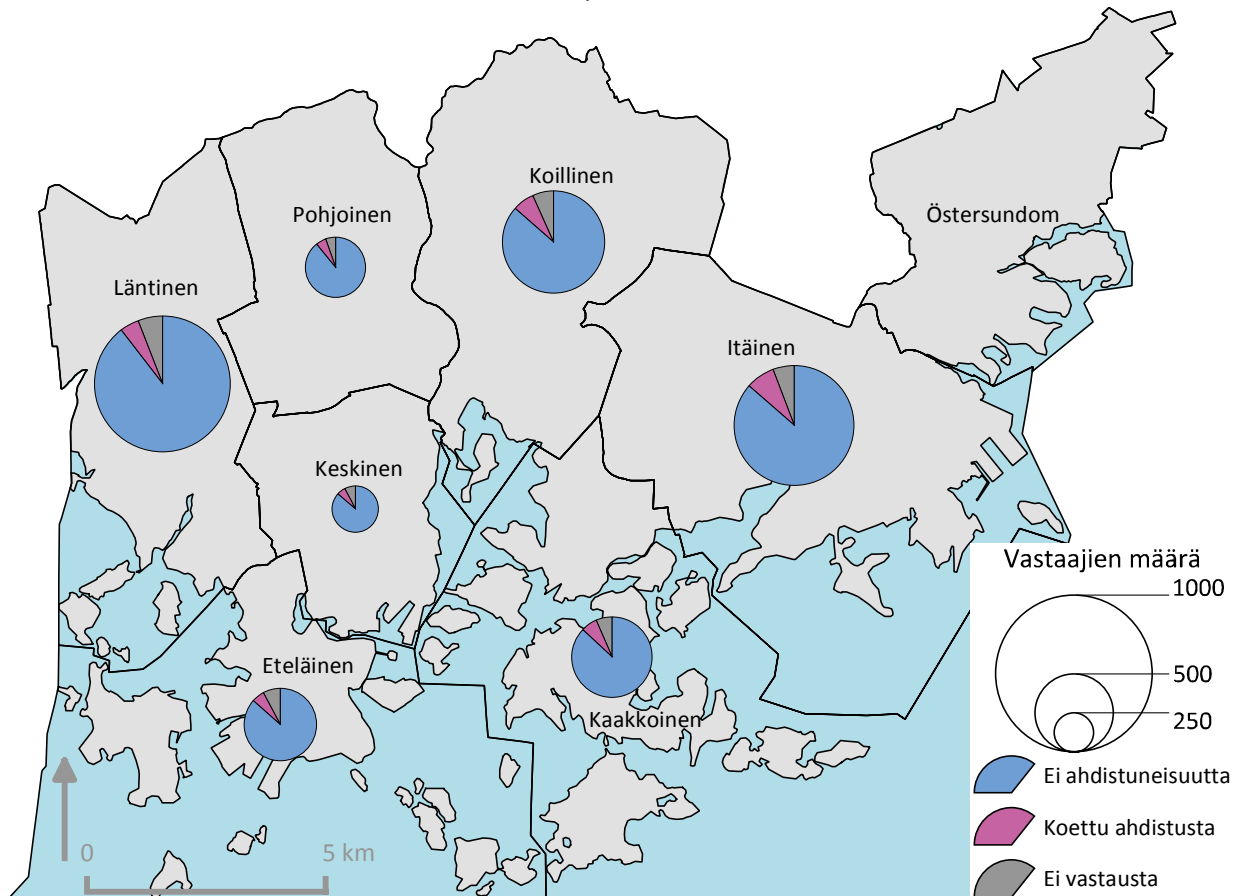 Koillinen
Pohjoinen
Östersundom
Läntinen
Itäinen
Keskinen
Eteläinen
Kaakkoinen
0
5 km
Vastaajien määrä
1000
500
250
Ei ahdistuneisuutta
Koettu ahdistusta
Ei vastausta